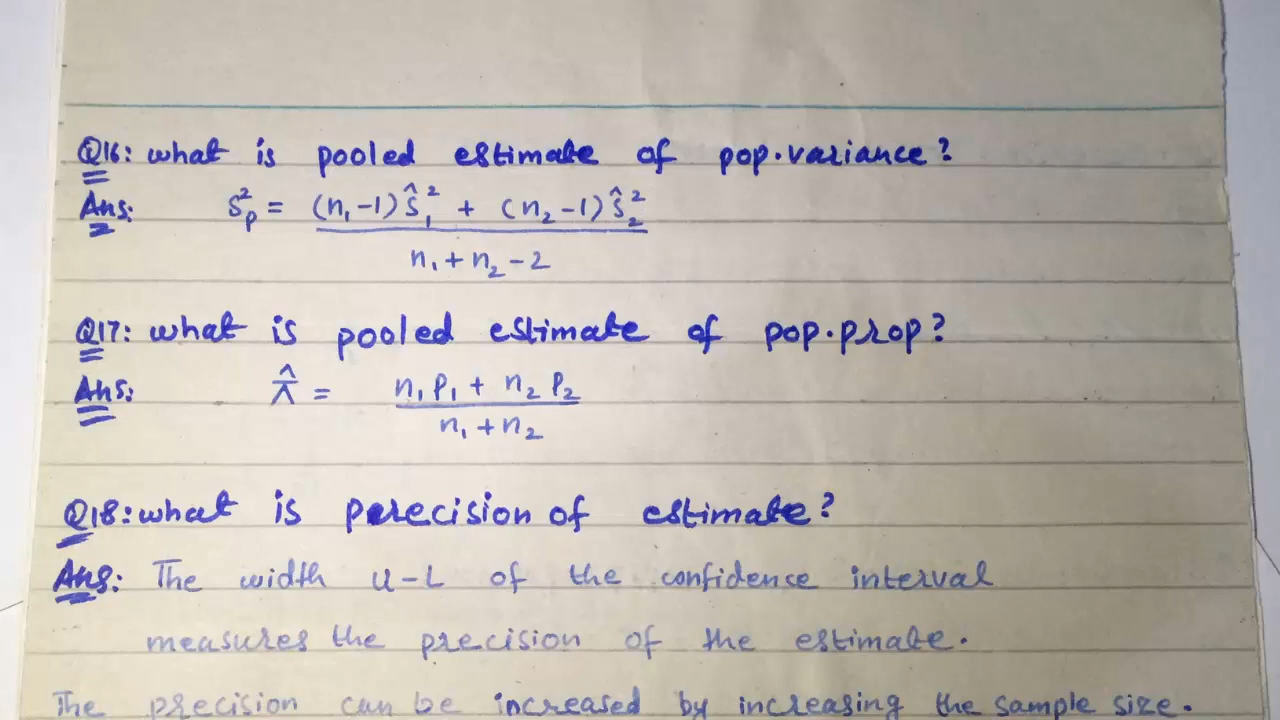 Q16: what is pooled estimate of pop.variance?
Ans: S²ₚ = (n₁-1)Ŝ₁² + (n₂-1)Ŝ₂²
n₁+n₂-2
Q17: what is pooled estimate of pop.prop?
Ans: π̂ = n₁p₁ + n₂p₂
n₁+n₂
Q18: what is precision of estimate?
Ans: The width u-L of the confidence interval
measures the precision of the estimate.
The precision can be increased by increasing the sample size.